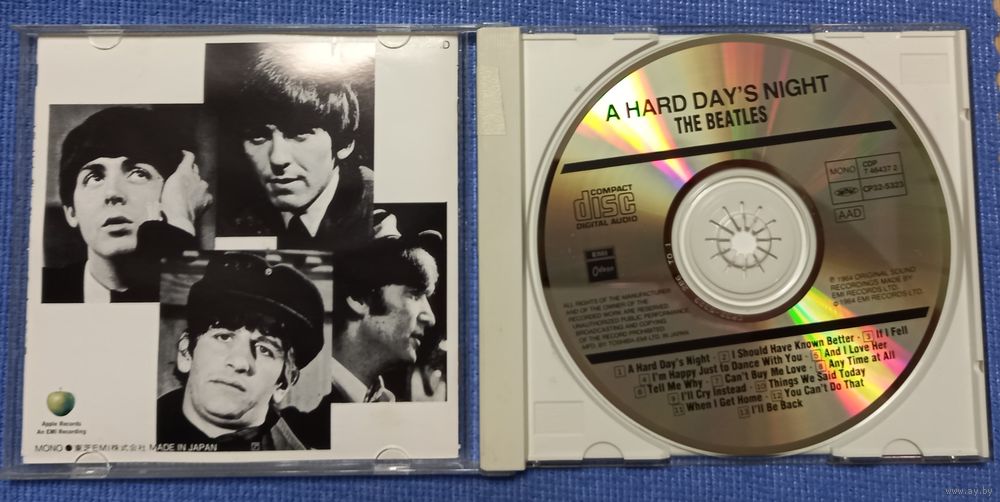 D
Apple Records
An EMI Recording
MONO ● 東芝EMI株式会社 MADE IN JAPAN
A HARD DAY'S NIGHT
THE BEATLES
COMPACT
disc
DIGITAL AUDIO
MONO
CDP
7 46437 2
CP32-5323
AAD
EMI
Odeon
ALL RIGHTS OF THE MANUFACTURER
AND OF THE OWNER OF THE
RECORDED WORK ARE RESERVED
UNAUTHORIZED PUBLIC PERFORMANCE
BROADCASTING AND COPYING
OF THE RECORD PROHIBITED
MFD. BY TOSHIBA-EMI LTD. IN JAPAN.
℗ 1964 ORIGINAL SOUND
RECORDINGS MADE BY
EMI RECORDS LTD.
©1964 EMI RECORDS LTD.
1 A Hard Day's Night · 2 I Should Have Known Better · 3 If I Fell
4 I'm Happy Just to Dance With You · 5 And I Love Her
6 Tell Me Why · 7 Can't Buy Me Love · 8 Any Time at All
9 I'll Cry Instead · 10 Things We Said Today
11 When I Get Home · 12 You Can't Do That
13 I'll Be Back
www.ay.by